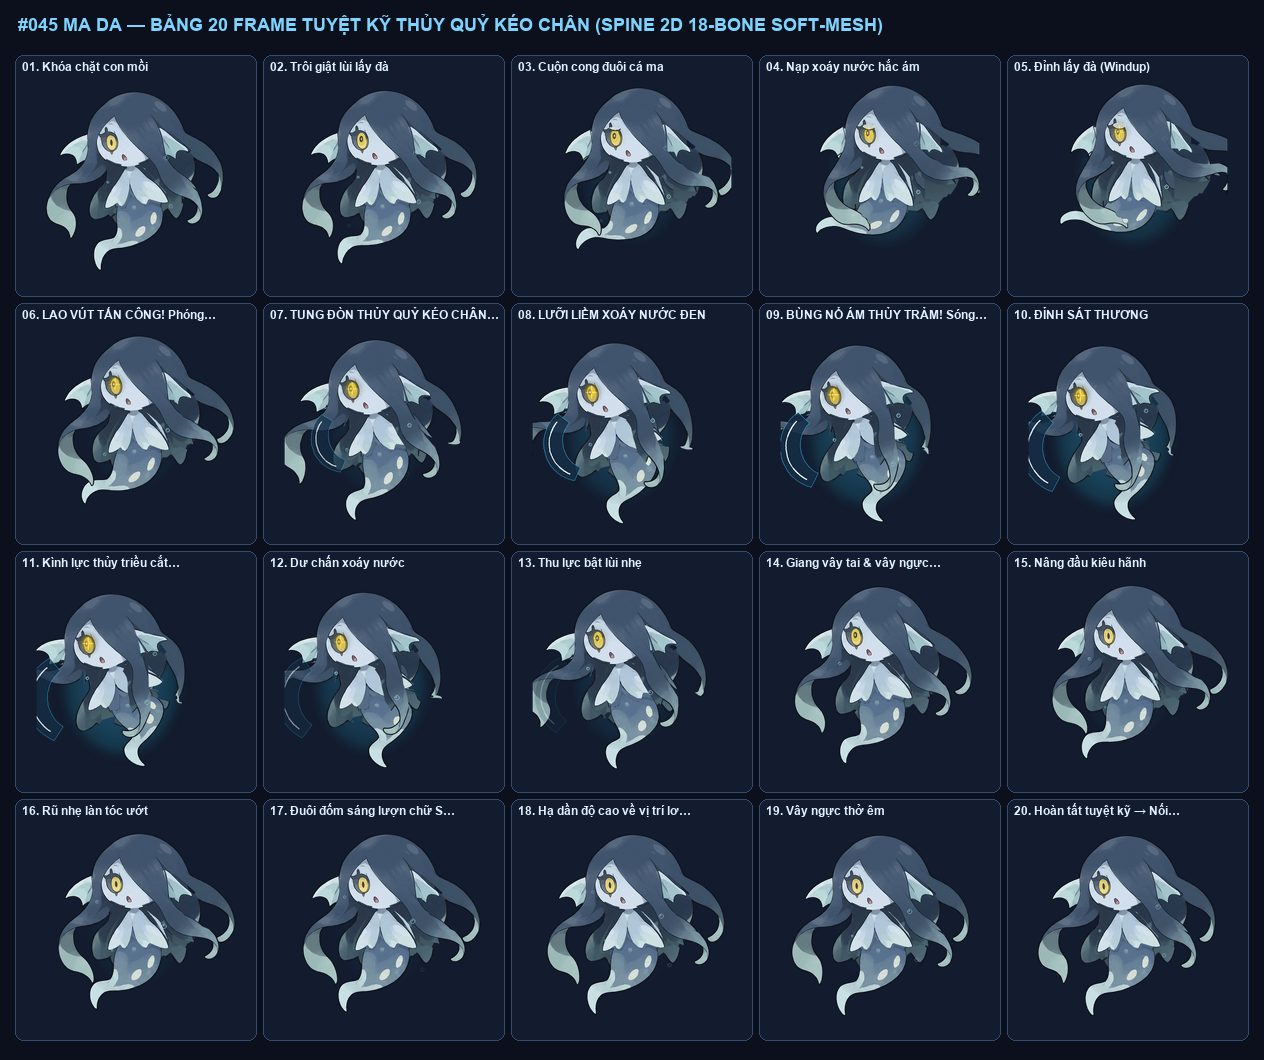 #045 MA DA — BẢNG 20 FRAME TUYỆT KỸ THỦY QUỶ KÉO CHÂN (SPINE 2D 18-BONE SOFT-MESH)
01. Khóa chặt con mồi
02. Trôi giật lùi lấy đà
03. Cuộn cong đuôi cá ma
04. Nạp xoáy nước hắc ám
05. Đỉnh lấy đà (Windup)
06. LAO VÚT TẤN CÔNG! Phóng...
07. TUNG ĐÒN THỦY QUỶ KÉO CHÂN...
08. LƯỠI LIỀM XOÁY NƯỚC ĐEN
09. BÙNG NỔ ÁM THỦY TRẢM! Sóng...
10. ĐỈNH SÁT THƯƠNG
11. Kình lực thủy triều cắt...
12. Dư chấn xoáy nước
13. Thu lực bật lùi nhẹ
14. Giang vây tai & vây ngực...
15. Nâng đầu kiêu hãnh
16. Rũ nhẹ làn tóc ướt
17. Đuôi đốm sáng lượn chữ S...
18. Hạ dần độ cao về vị trí lơ...
19. Vây ngực thở êm
20. Hoàn tất tuyệt kỹ → Nối...